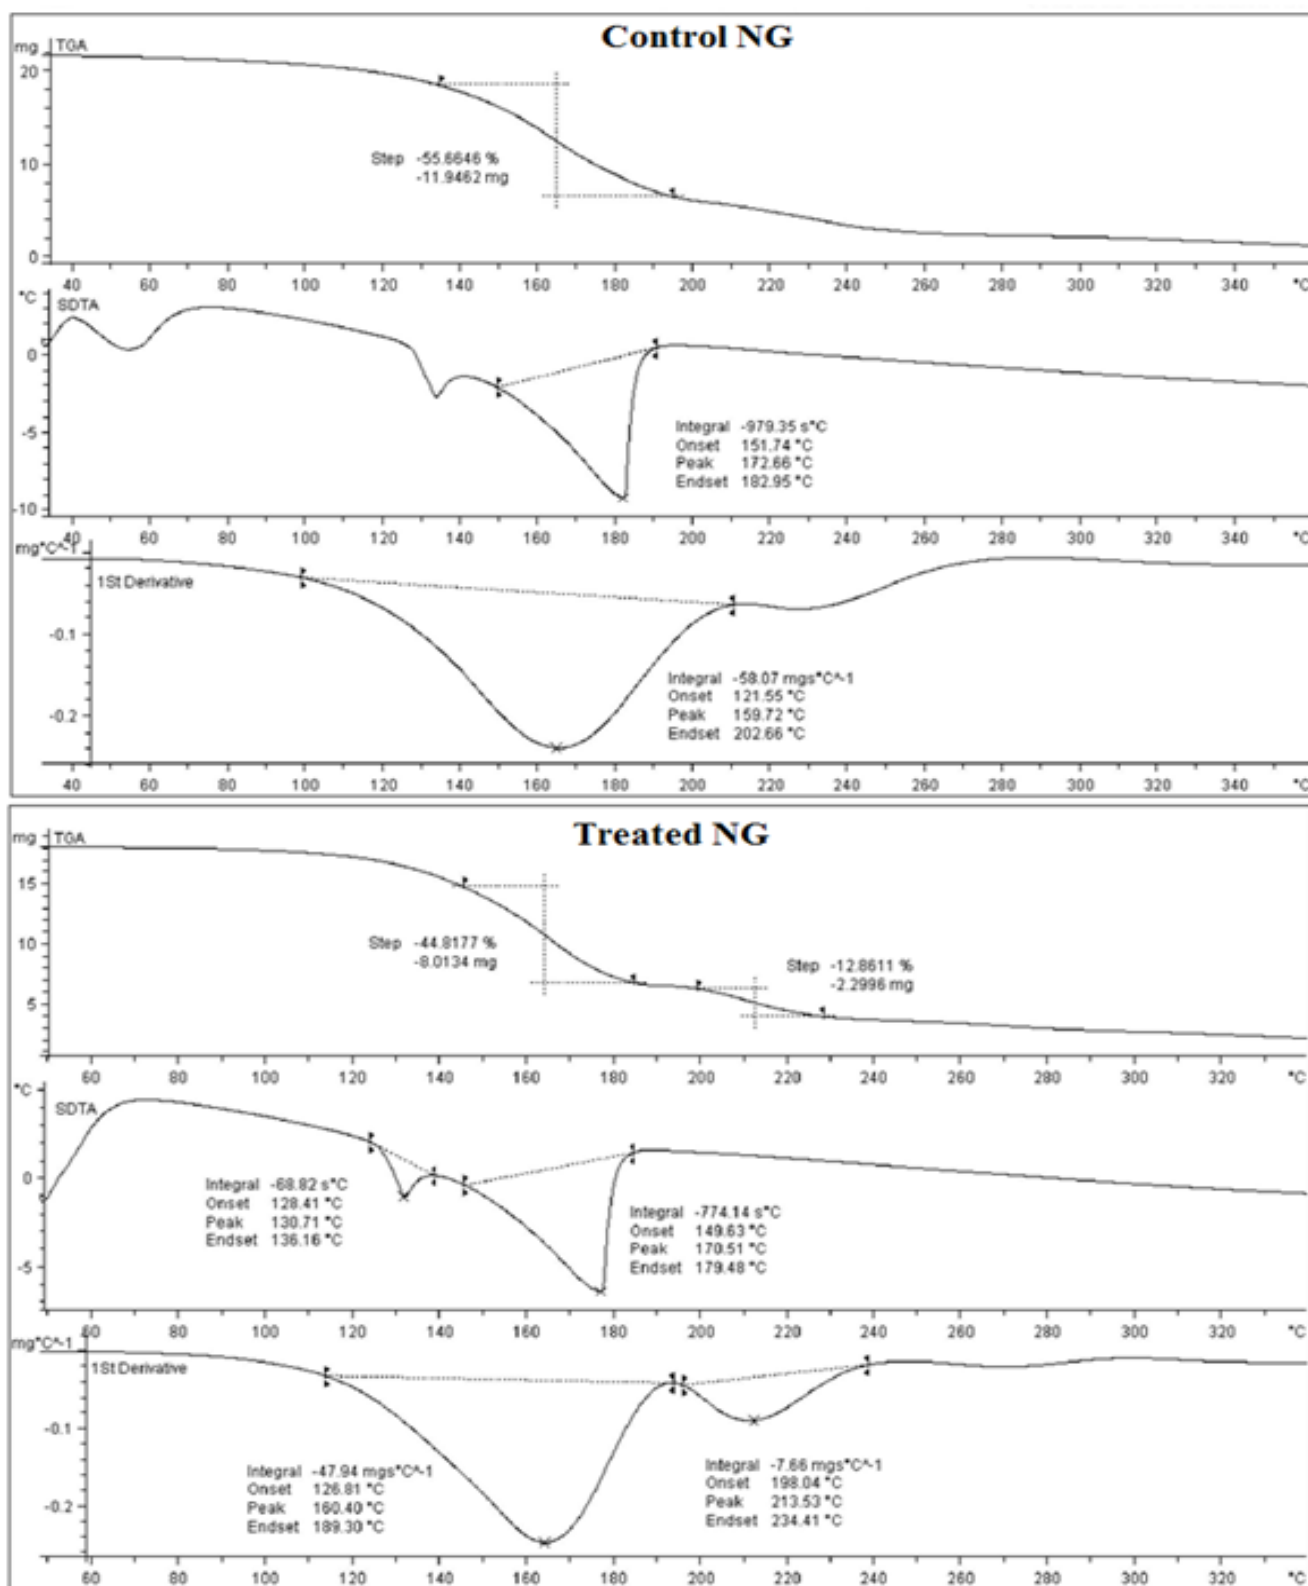 Control NG
mg TGA
20
10
0
Step -55.6646 %
-11.9462 mg
40 60 80 100 120 140 160 180 200 220 240 260 280 300 320 340 °C
°C
SDTA
0
-5
-10
Integral -979.35 s*°C
Onset 151.74 °C
Peak 172.66 °C
Endset 182.95 °C
40 60 80 100 120 140 160 180 200 220 240 260 280 300 320 340 °C
mg°C^-1
1St Derivative
-0.1
-0.2
Integral -58.07 mgs°C^-1
Onset 121.55 °C
Peak 159.72 °C
Endset 202.66 °C
40 60 80 100 120 140 160 180 200 220 240 260 280 300 320 340 °C
Treated NG
mg TGA
15
10
5
Step -44.8177 %
-8.0134 mg
Step -12.8611 %
-2.2996 mg
60 80 100 120 140 160 180 200 220 240 260 280 300 320 °C
°C
SDTA
0
-5
Integral -68.82 s°C
Onset 128.41 °C
Peak 130.71 °C
Endset 136.16 °C
Integral -774.14 s°C
Onset 149.63 °C
Peak 170.51 °C
Endset 179.48 °C
60 80 100 120 140 160 180 200 220 240 260 280 300 320 °C
mg°C^-1
1St Derivative
-0.1
-0.2
Integral -47.94 mgs°C^-1
Onset 126.81 °C
Peak 160.40 °C
Endset 189.30 °C
Integral -7.66 mgs°C^-1
Onset 198.04 °C
Peak 213.53 °C
Endset 234.41 °C
60 80 100 120 140 160 180 200 220 240 260 280 300 320 °C